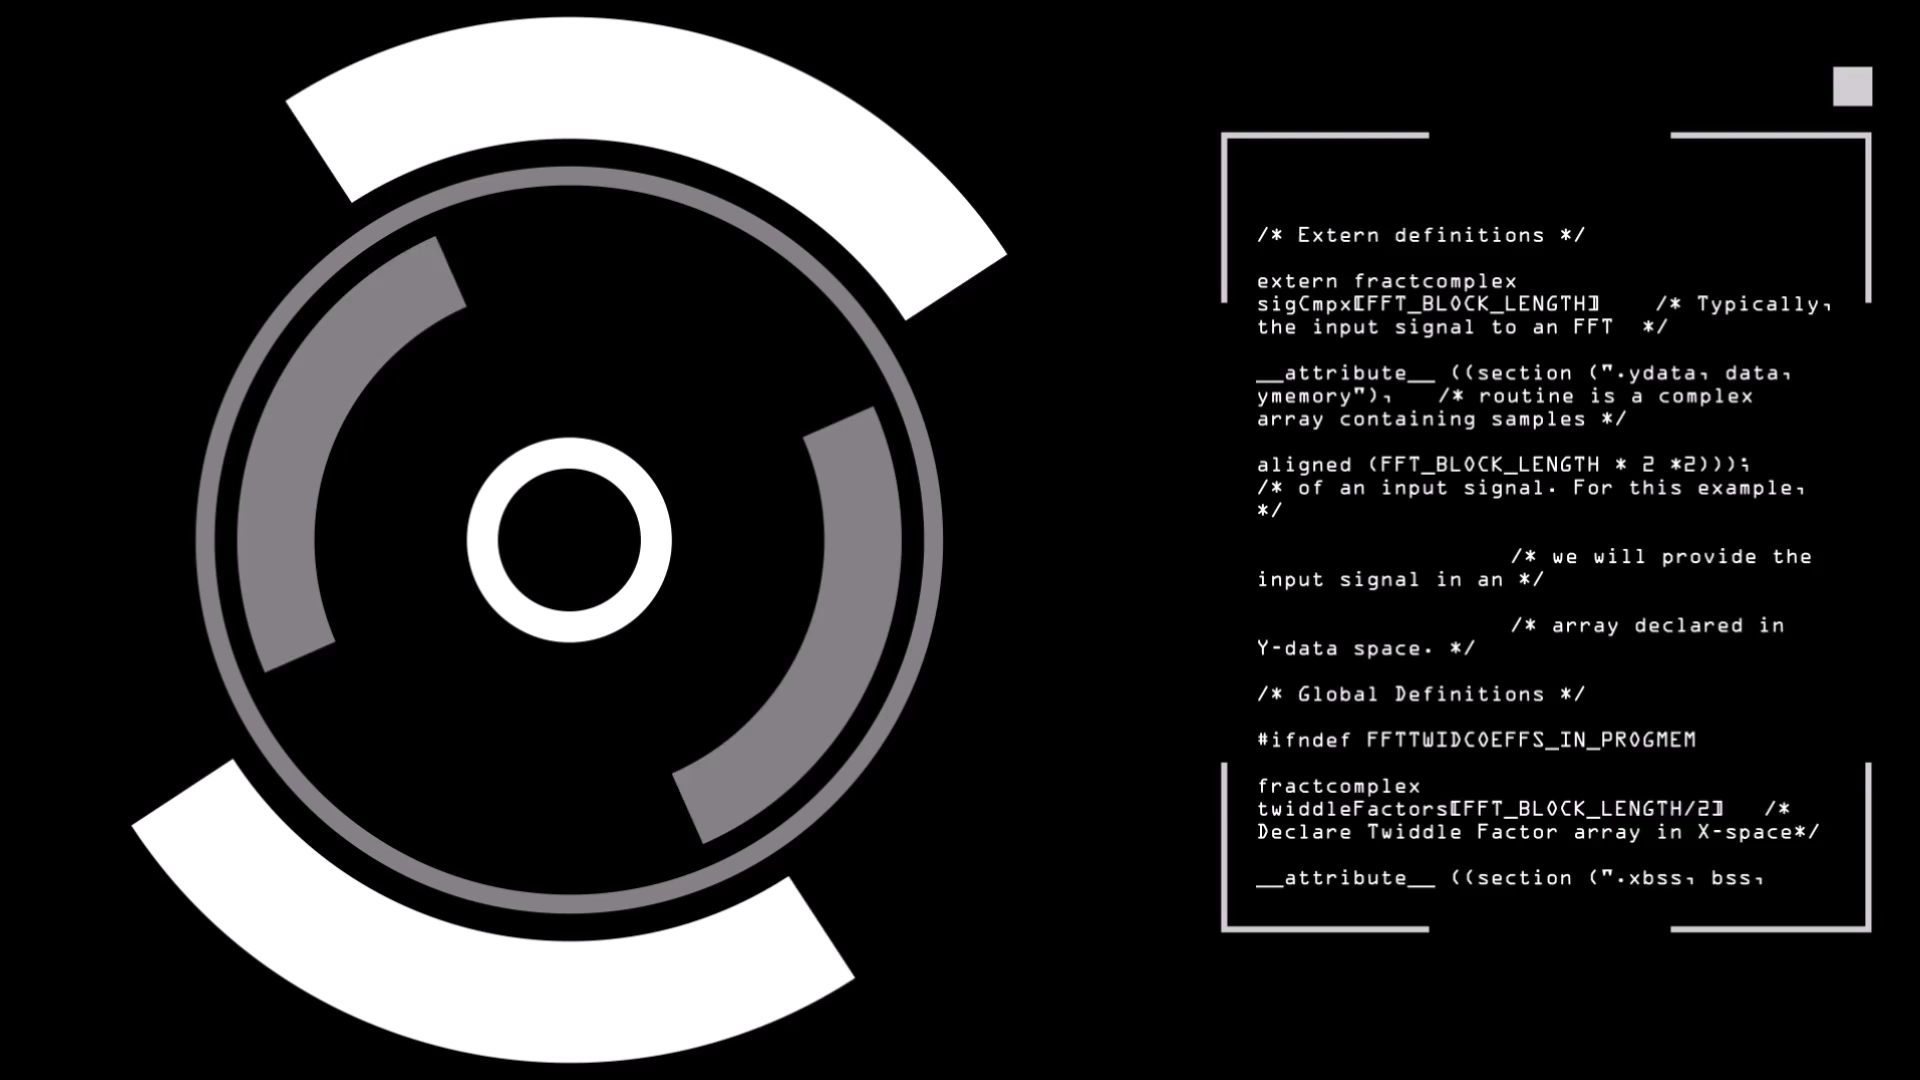 /* Extern definitions */
extern fractcomplex
sigCmpx[FFT_BLOCK_LENGTH]    /* Typically,
the input signal to an FFT  */
__attribute__ ((section (".ydata, data,
ymemory"),   /* routine is a complex
array containing samples */
aligned (FFT_BLOCK_LENGTH * 2 *2)));
/* of an input signal. For this example,
*/
/* we will provide the
input signal in an */
/* array declared in
Y-data space. */
/* Global Definitions */
#ifndef FFTTWIDCOEFFS_IN_PROGMEM
fractcomplex
twiddleFactors[FFT_BLOCK_LENGTH/2]   /*
Declare Twiddle Factor array in X-space*/
__attribute__ ((section (".xbss, bss,